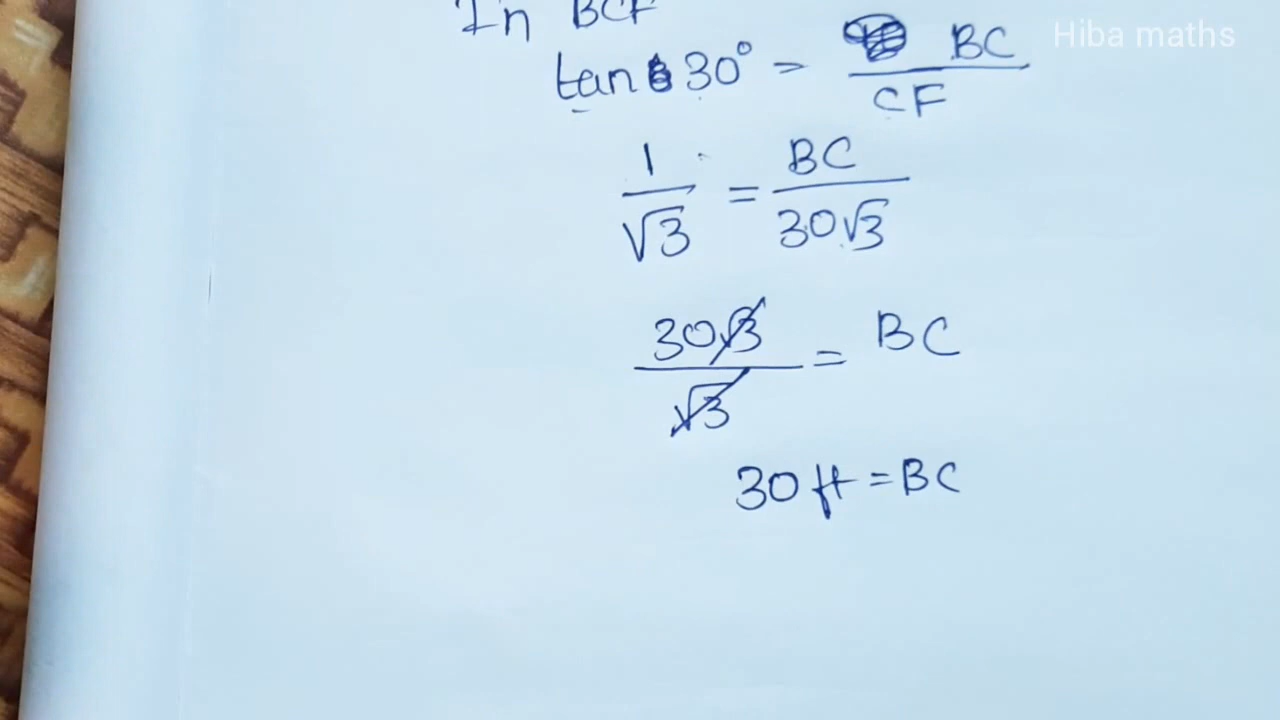 In BCF
Hiba maths
tan 30° = BC / CF
1 / √3 = BC / 30√3
30√3 / √3 = BC
30 ft = BC